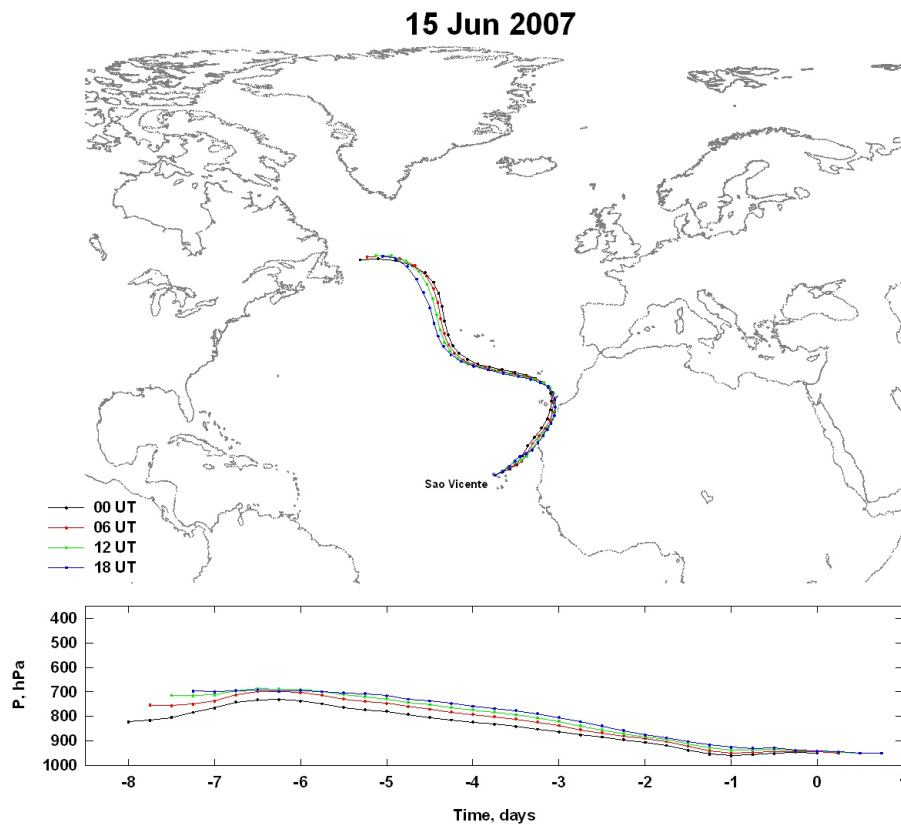 15 Jun 2007
Sao Vicente
00 UT
06 UT
12 UT
18 UT
400
500
600
700
800
900
1000
P, hPa
-8 -7 -6 -5 -4 -3 -2 -1 0 1
Time, days